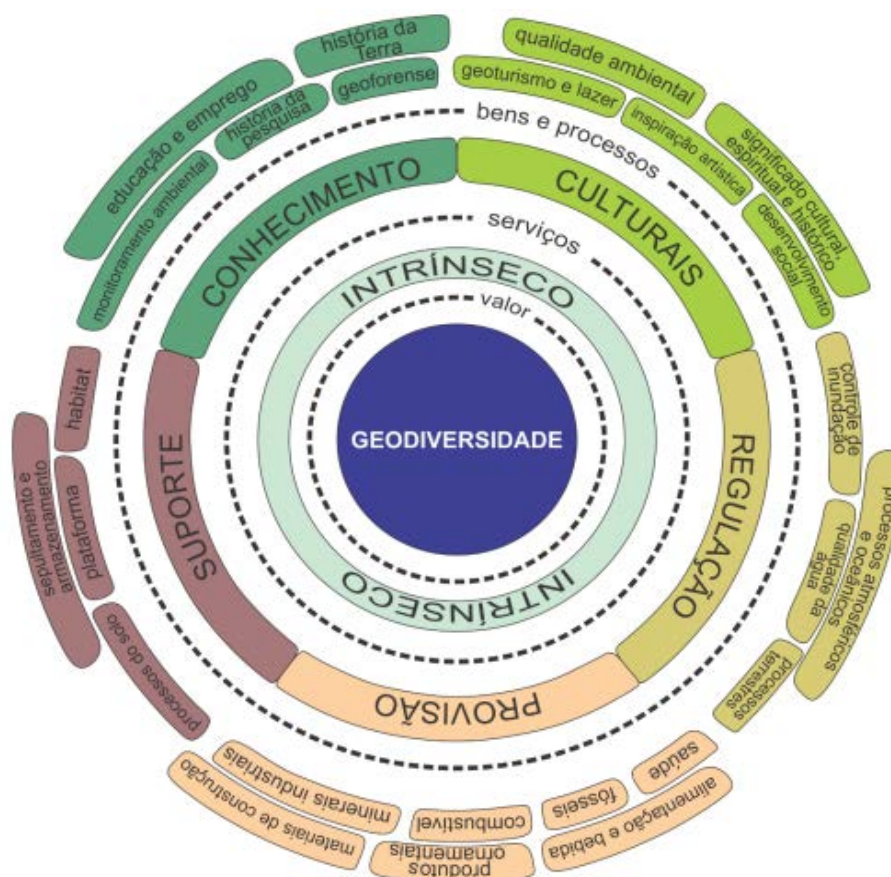 história da
Terra
geoforense
educação e emprego
história da
pesquisa
monitoramento ambiental
qualidade ambiental
geoturismo e lazer
inspiração artística
significado cultural,
espiritual e histórico
desenvolvimento
social
bens e processos
CONHECIMENTO
CULTURAIS
serviços
INTRÍNSECO
valor
GEODIVERSIDADE
INTRÍNSECO
SUPORTE
REGULAÇÃO
PROVISÃO
habitat
plataforma
sepultamento e
armazenamento
processos do solo
controle de
inundação
processos atmosféricos
e oceânicos
qualidade da
água
processos
terrestres
saúde
fósseis
alimentação e bebida
combustível
produtos
ornamentais
minerais industriais
materiais de construção